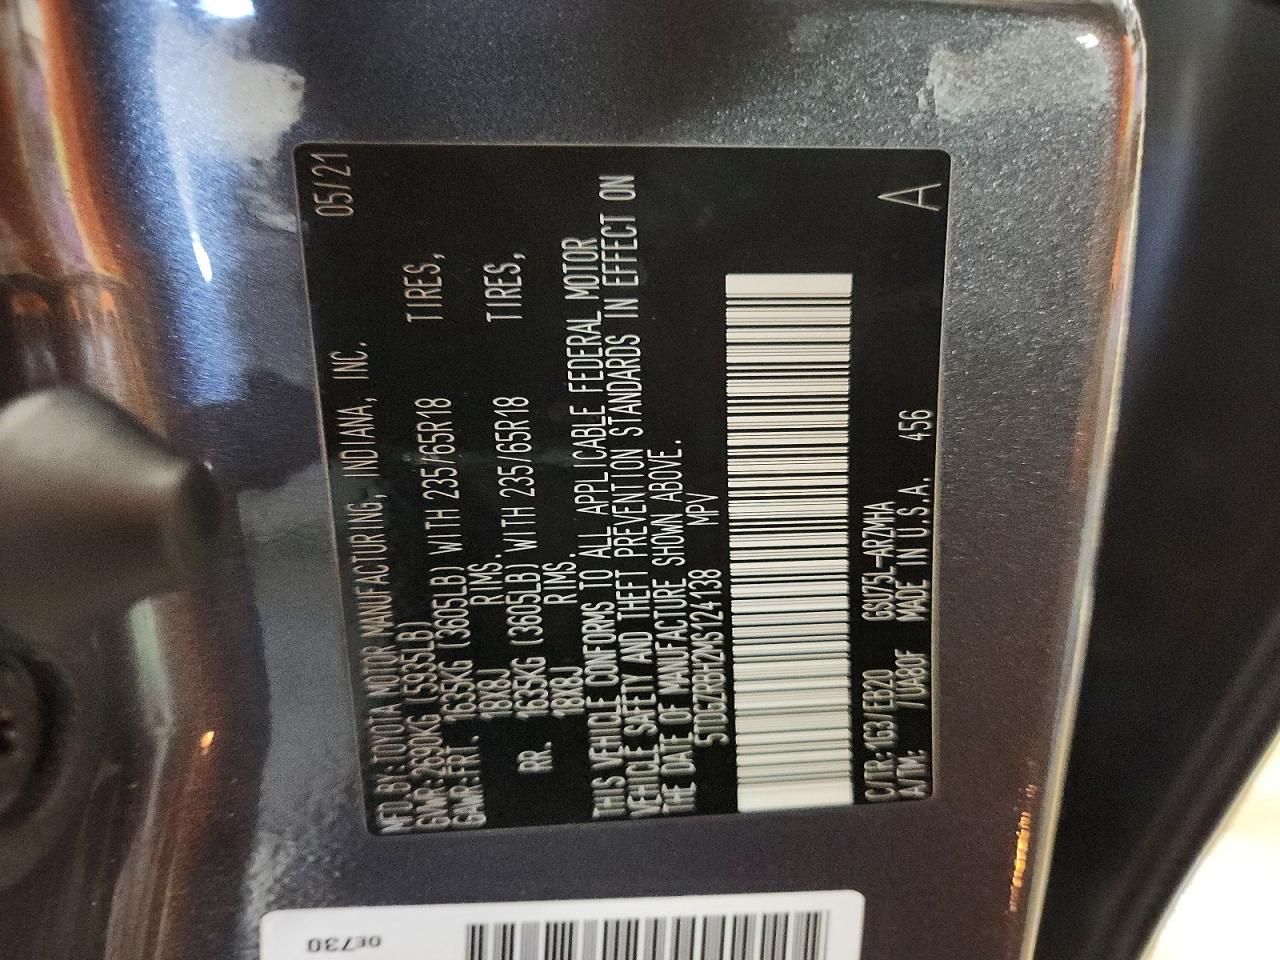 MFD.BY:TOYOTA MOTOR MANUFACTURING, INDIANA, INC. 05/21
GVWR:2690KG (5935LB)
GAWR:FRT. 1635KG (3605LB) WITH 235/65R18 TIRES,
18X8J RIMS.
RR. 1635KG (3605LB) WITH 235/65R18 TIRES,
18X8J RIMS.
THIS VEHICLE CONFORMS TO ALL APPLICABLE FEDERAL MOTOR
VEHICLE SAFETY AND THEFT PREVENTION STANDARDS IN EFFECT ON
THE DATE OF MANUFACTURE SHOWN ABOVE.
5TDGZRBH2MS124138 MPV
C/TR:1G3/EB20 GSU75L-ARZMHA
A/TM: /UA80F MADE IN U.S.A. 456 A
0E730